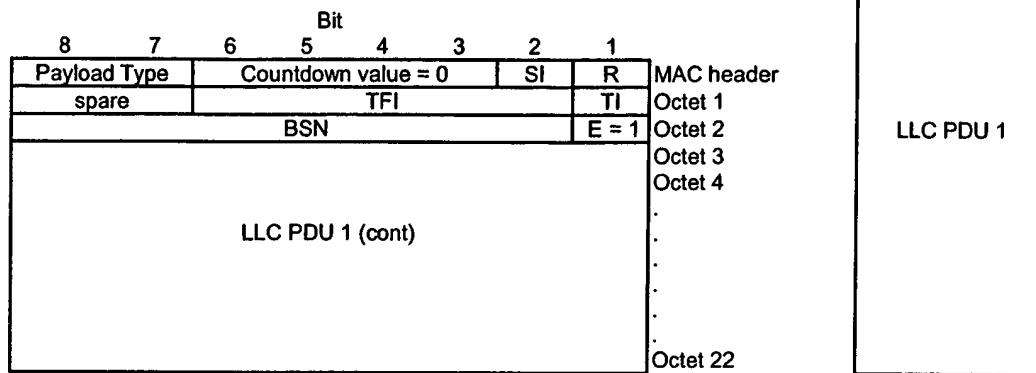 Bit
8 7 6 5 4 3 2 1
Payload Type Countdown value = 0 SI R MAC header
spare TFI TI Octet 1
BSN E = 1 Octet 2
Octet 3
Octet 4
.
LLC PDU 1 (cont) .
.
.
.
.
Octet 22
LLC PDU 1